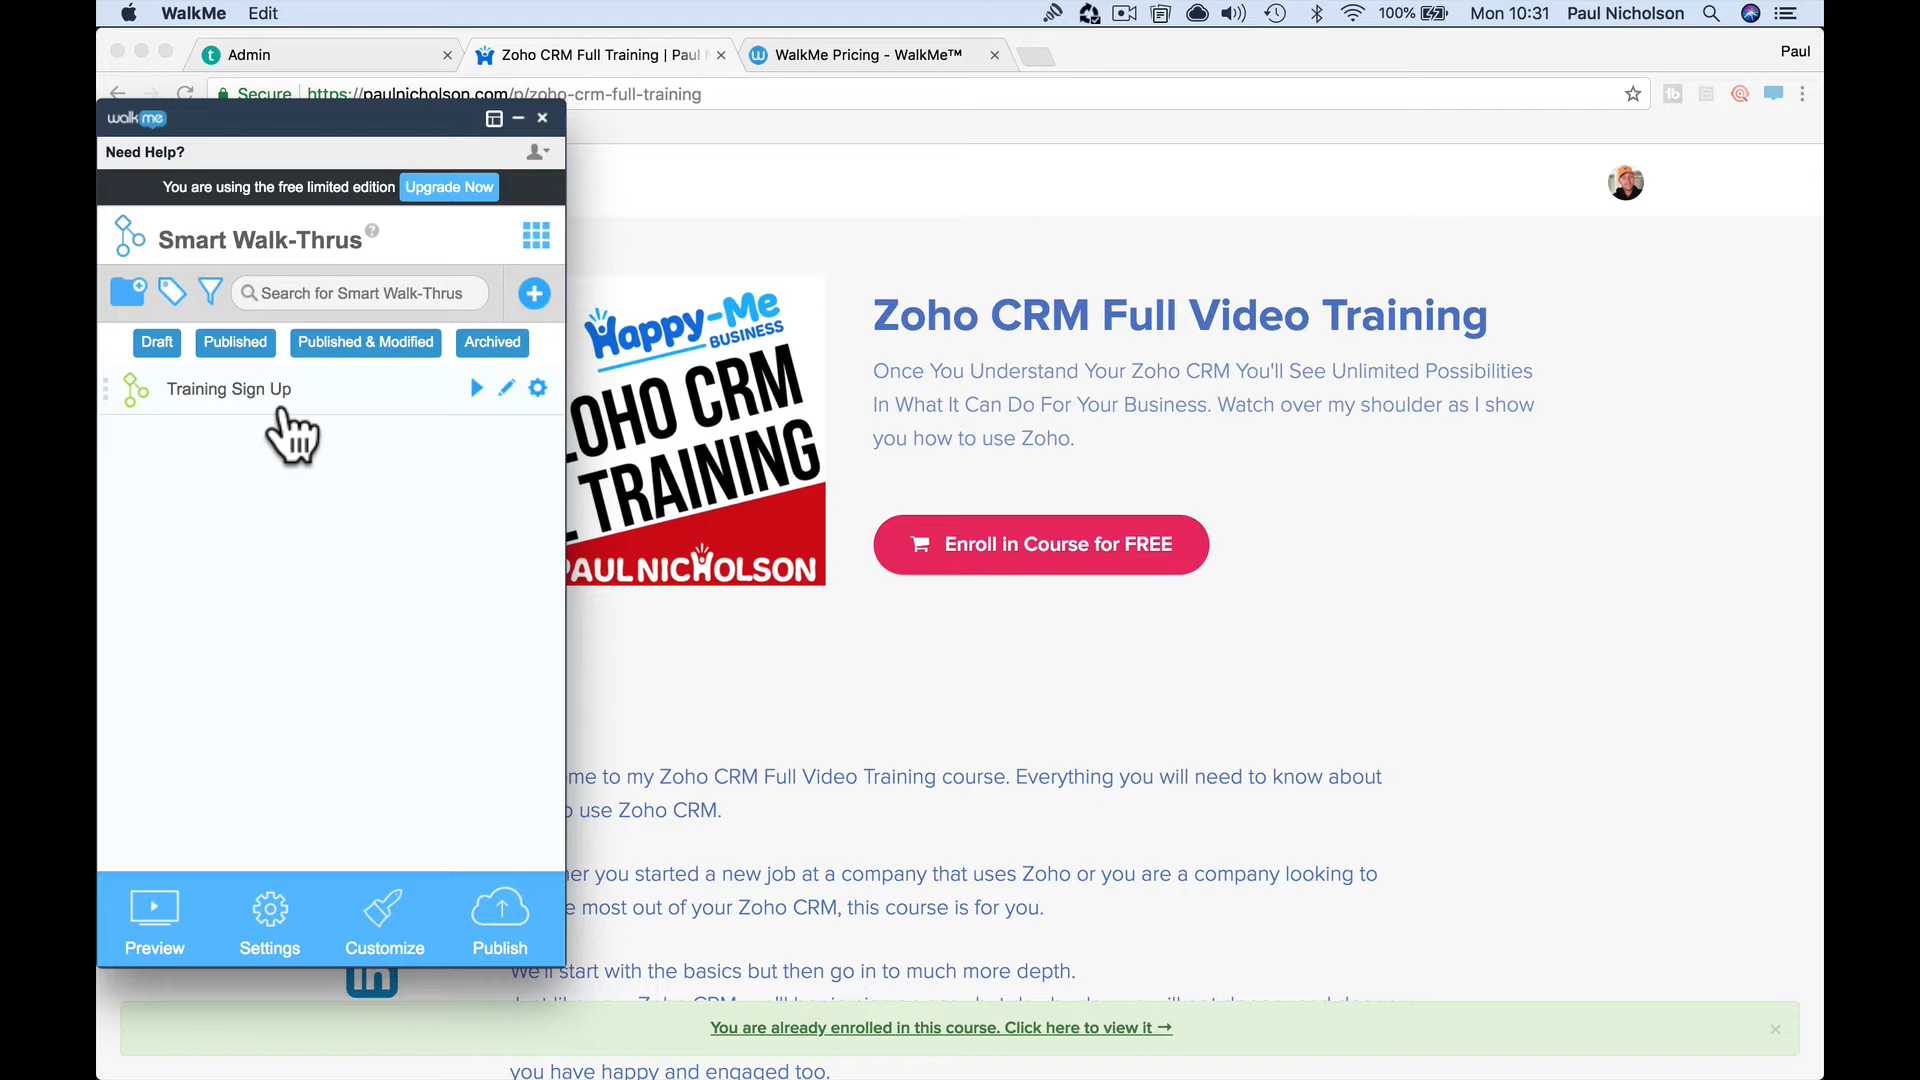 WalkMe Edit 100% Mon 10:31 Paul Nicholson
Admin × Zoho CRM Full Training | Paul × WalkMe Pricing - WalkMe™ × Paul
Secure https://paulnicholson.com/p/zoho-crm-full-training
walkme
Need Help?
You are using the free limited edition Upgrade Now
Smart Walk-Thrus ?
Search for Smart Walk-Thrus
Draft Published Published & Modified Archived
Training Sign Up
Preview Settings Customize Publish
Happy-Me
BUSINESS
OHO CRM
TRAINING
PAUL NICHOLSON
Zoho CRM Full Video Training
Once You Understand Your Zoho CRM You'll See Unlimited Possibilities
In What It Can Do For Your Business. Watch over my shoulder as I show
you how to use Zoho.
Enroll in Course for FREE
me to my Zoho CRM Full Video Training course. Everything you will need to know about
use Zoho CRM.
er you started a new job at a company that uses Zoho or you are a company looking to
e most out of your Zoho CRM, this course is for you.
in
We'll start with the basics but then go in to much more depth.
You are already enrolled in this course. Click here to view it →
you have happy and engaged too.